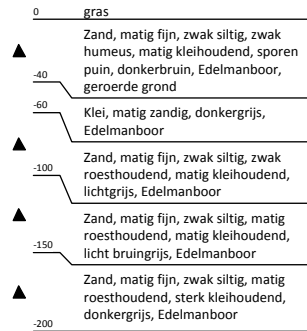 0 gras
Zand, matig fijn, zwak siltig, zwak
humeus, matig kleihoudend, sporen
puin, donkerbruin, Edelmanboor,
geroerde grond
-40
-60
Klei, matig zandig, donkergrijs,
Edelmanboor
Zand, matig fijn, zwak siltig, zwak
roesthoudend, matig kleihoudend,
lichtgrijs, Edelmanboor
-100
Zand, matig fijn, zwak siltig, matig
roesthoudend, matig kleihoudend,
licht bruingrijs, Edelmanboor
-150
Zand, matig fijn, zwak siltig, matig
roesthoudend, sterk kleihoudend,
donkergrijs, Edelmanboor
-200